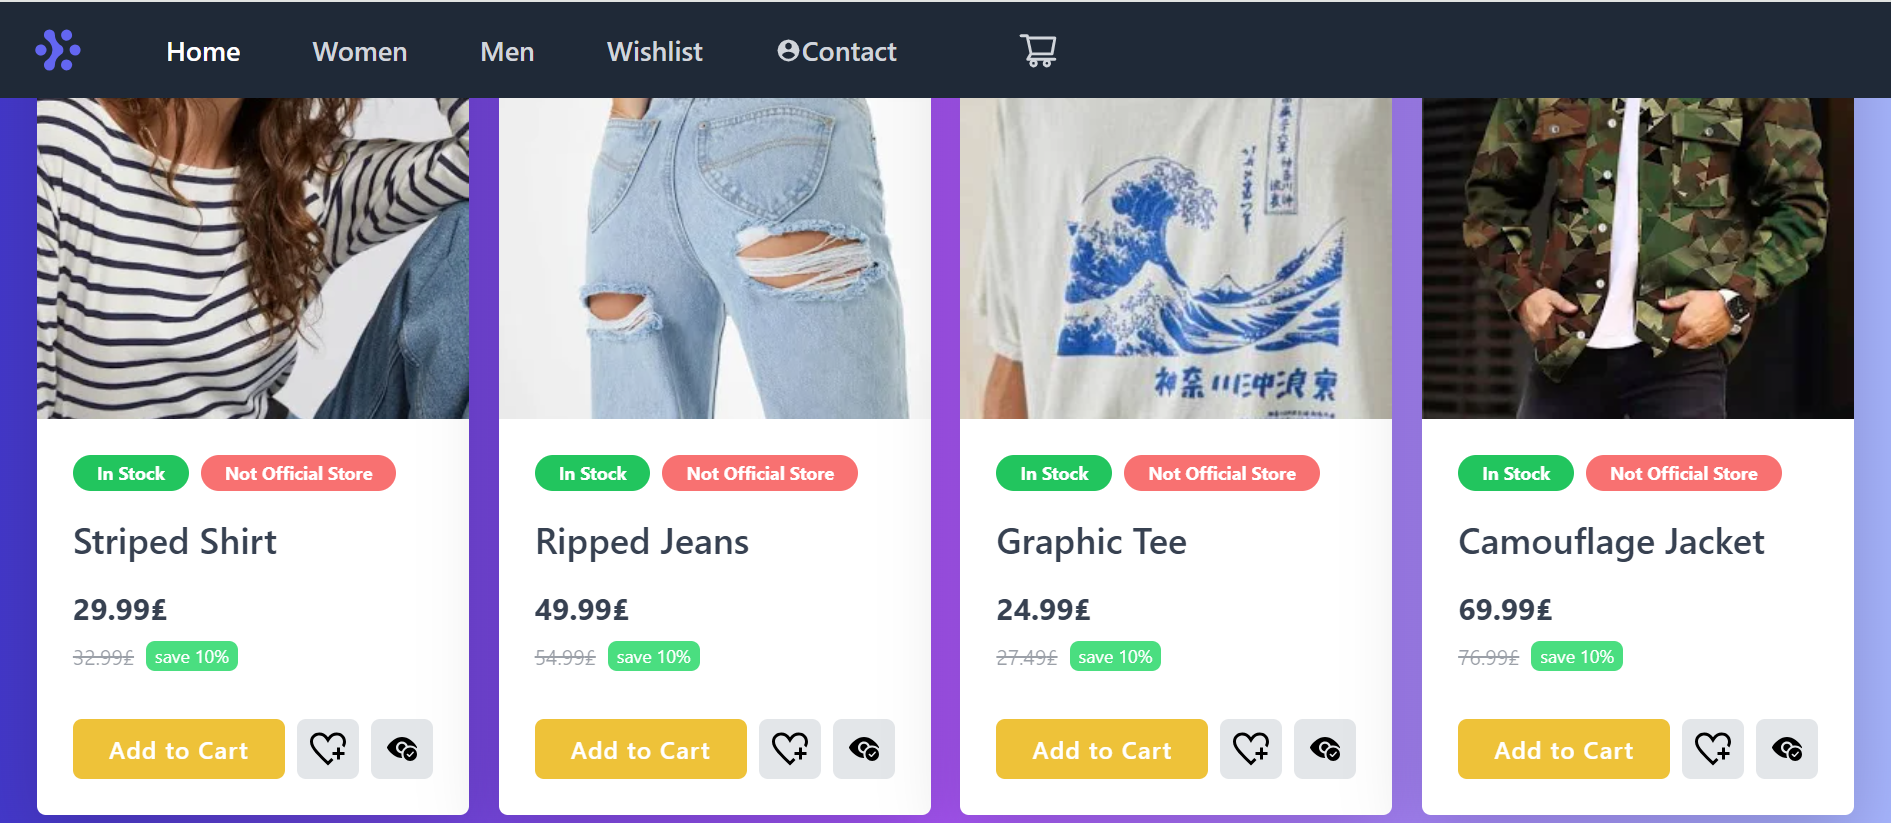 Home Women Men Wishlist Contact
神奈川沖浪裏
In Stock Not Official Store
In Stock Not Official Store
In Stock Not Official Store
In Stock Not Official Store
Striped Shirt
Ripped Jeans
Graphic Tee
Camouflage Jacket
29.99£
49.99£
24.99£
69.99£
32.99£ save 10%
54.99£ save 10%
27.49£ save 10%
76.99£ save 10%
Add to Cart
Add to Cart
Add to Cart
Add to Cart